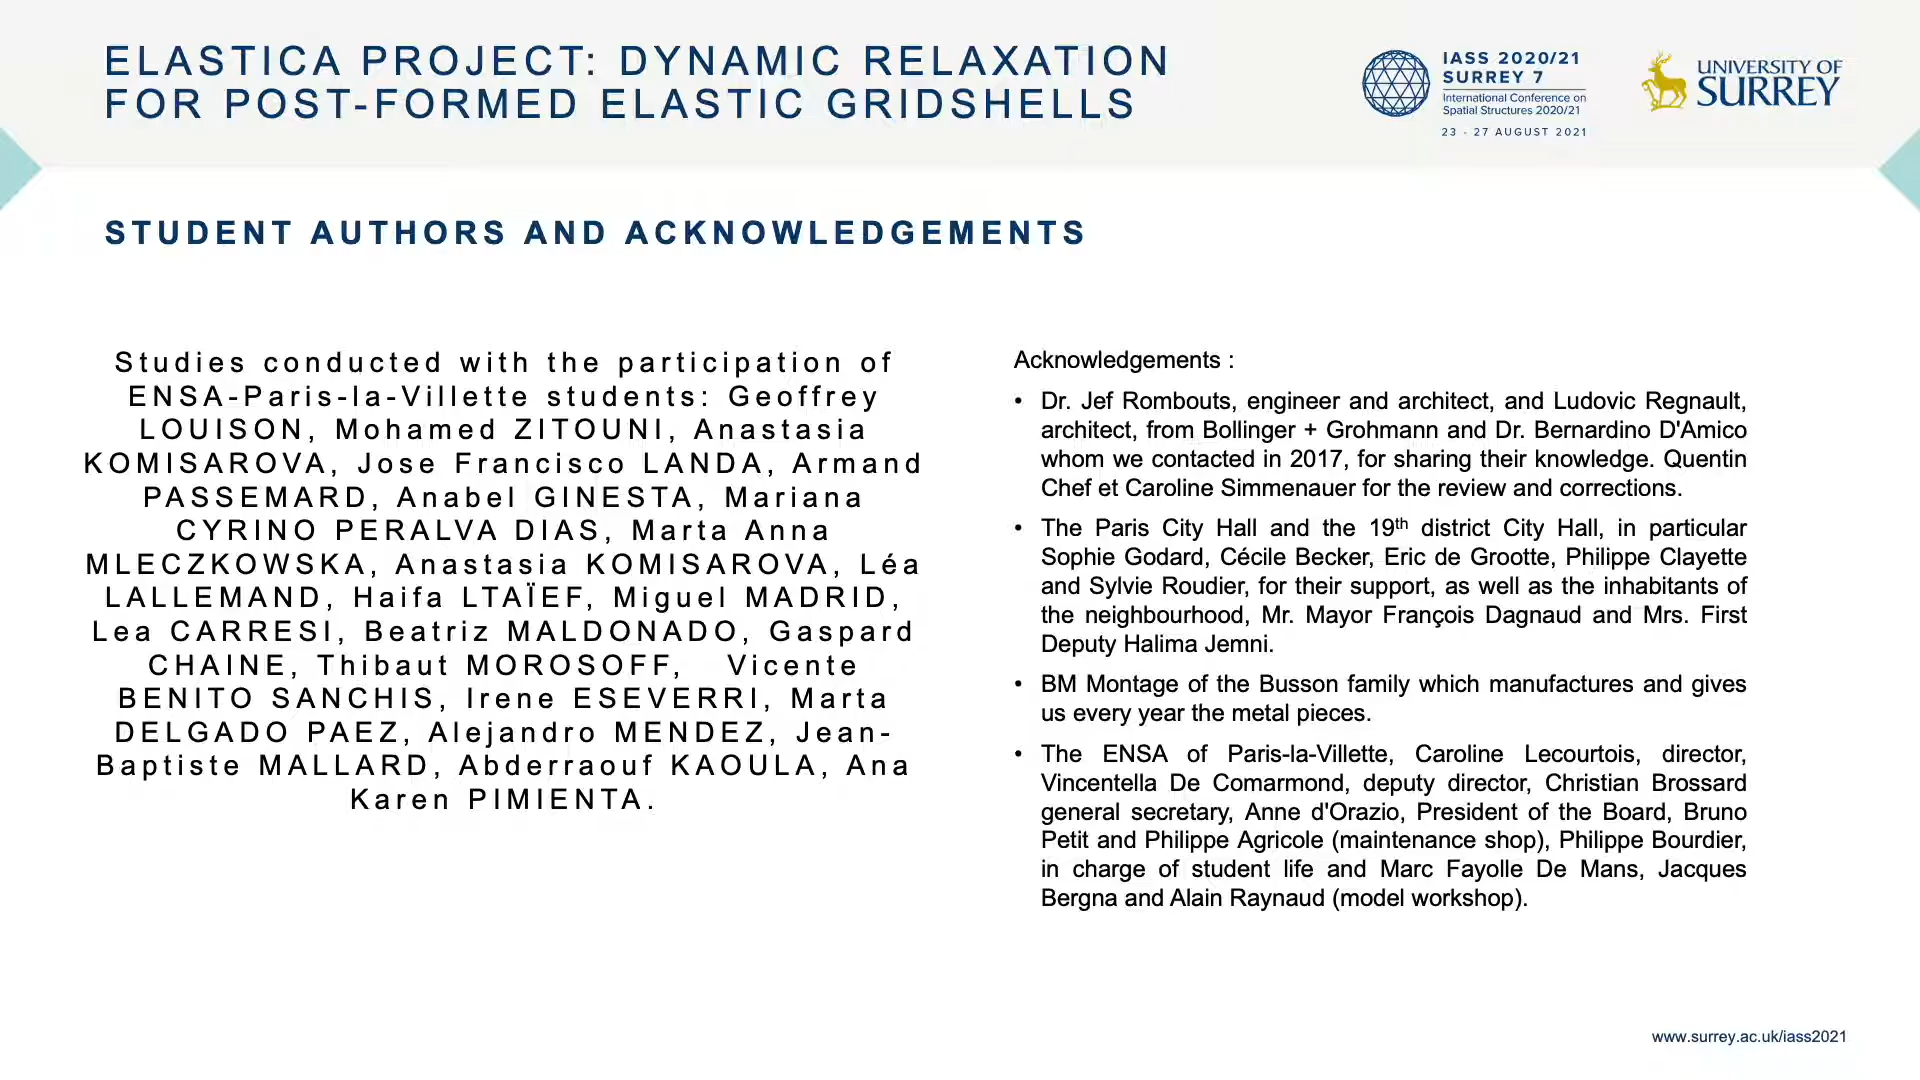 ELASTICA PROJECT: DYNAMIC RELAXATION
FOR POST-FORMED ELASTIC GRIDSHELLS
IASS 2020/21
SURREY 7
International Conference on
Spatial Structures 2020/21
23 - 27 AUGUST 2021
UNIVERSITY OF
SURREY
STUDENT AUTHORS AND ACKNOWLEDGEMENTS
Studies conducted with the participation of
ENSA-Paris-la-Villette students: Geoffrey
LOUISON, Mohamed ZITOUNI, Anastasia
KOMISAROVA, Jose Francisco LANDA, Armand
PASSEMARD, Anabel GINESTA, Mariana
CYRINO PERALVA DIAS, Marta Anna
MLECZKOWSKA, Anastasia KOMISAROVA, Léa
LALLEMAND, Haifa LTAÏEF, Miguel MADRID,
Lea CARRESI, Beatriz MALDONADO, Gaspard
CHAINE, Thibaut MOROSOFF, Vicente
BENITO SANCHIS, Irene ESEVERRI, Marta
DELGADO PAEZ, Alejandro MENDEZ, Jean-
Baptiste MALLARD, Abderraouf KAOULA, Ana
Karen PIMIENTA.
Acknowledgements :
• Dr. Jef Rombouts, engineer and architect, and Ludovic Regnault,
architect, from Bollinger + Grohmann and Dr. Bernardino D'Amico
whom we contacted in 2017, for sharing their knowledge. Quentin
Chef et Caroline Simmenauer for the review and corrections.
• The Paris City Hall and the 19th district City Hall, in particular
Sophie Godard, Cécile Becker, Eric de Grootte, Philippe Clayette
and Sylvie Roudier, for their support, as well as the inhabitants of
the neighbourhood, Mr. Mayor François Dagnaud and Mrs. First
Deputy Halima Jemni.
• BM Montage of the Busson family which manufactures and gives
us every year the metal pieces.
• The ENSA of Paris-la-Villette, Caroline Lecourtois, director,
Vincentella De Comarmond, deputy director, Christian Brossard
general secretary, Anne d'Orazio, President of the Board, Bruno
Petit and Philippe Agricole (maintenance shop), Philippe Bourdier,
in charge of student life and Marc Fayolle De Mans, Jacques
Bergna and Alain Raynaud (model workshop).
www.surrey.ac.uk/iass2021